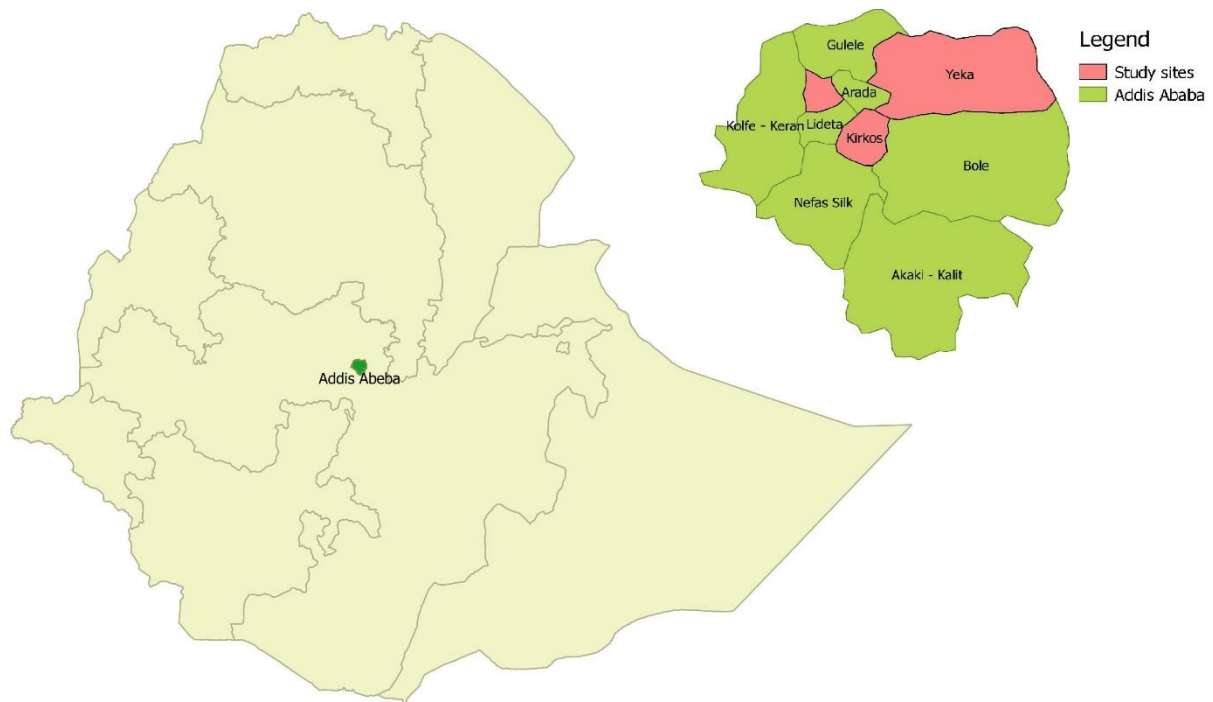 Gulele
Yeka
Arada
Kolfe - Keran
Lideta
Kirkos
Bole
Nefas Silk
Akaki - Kalit
Legend
Study sites
Addis Ababa
Addis Abeba